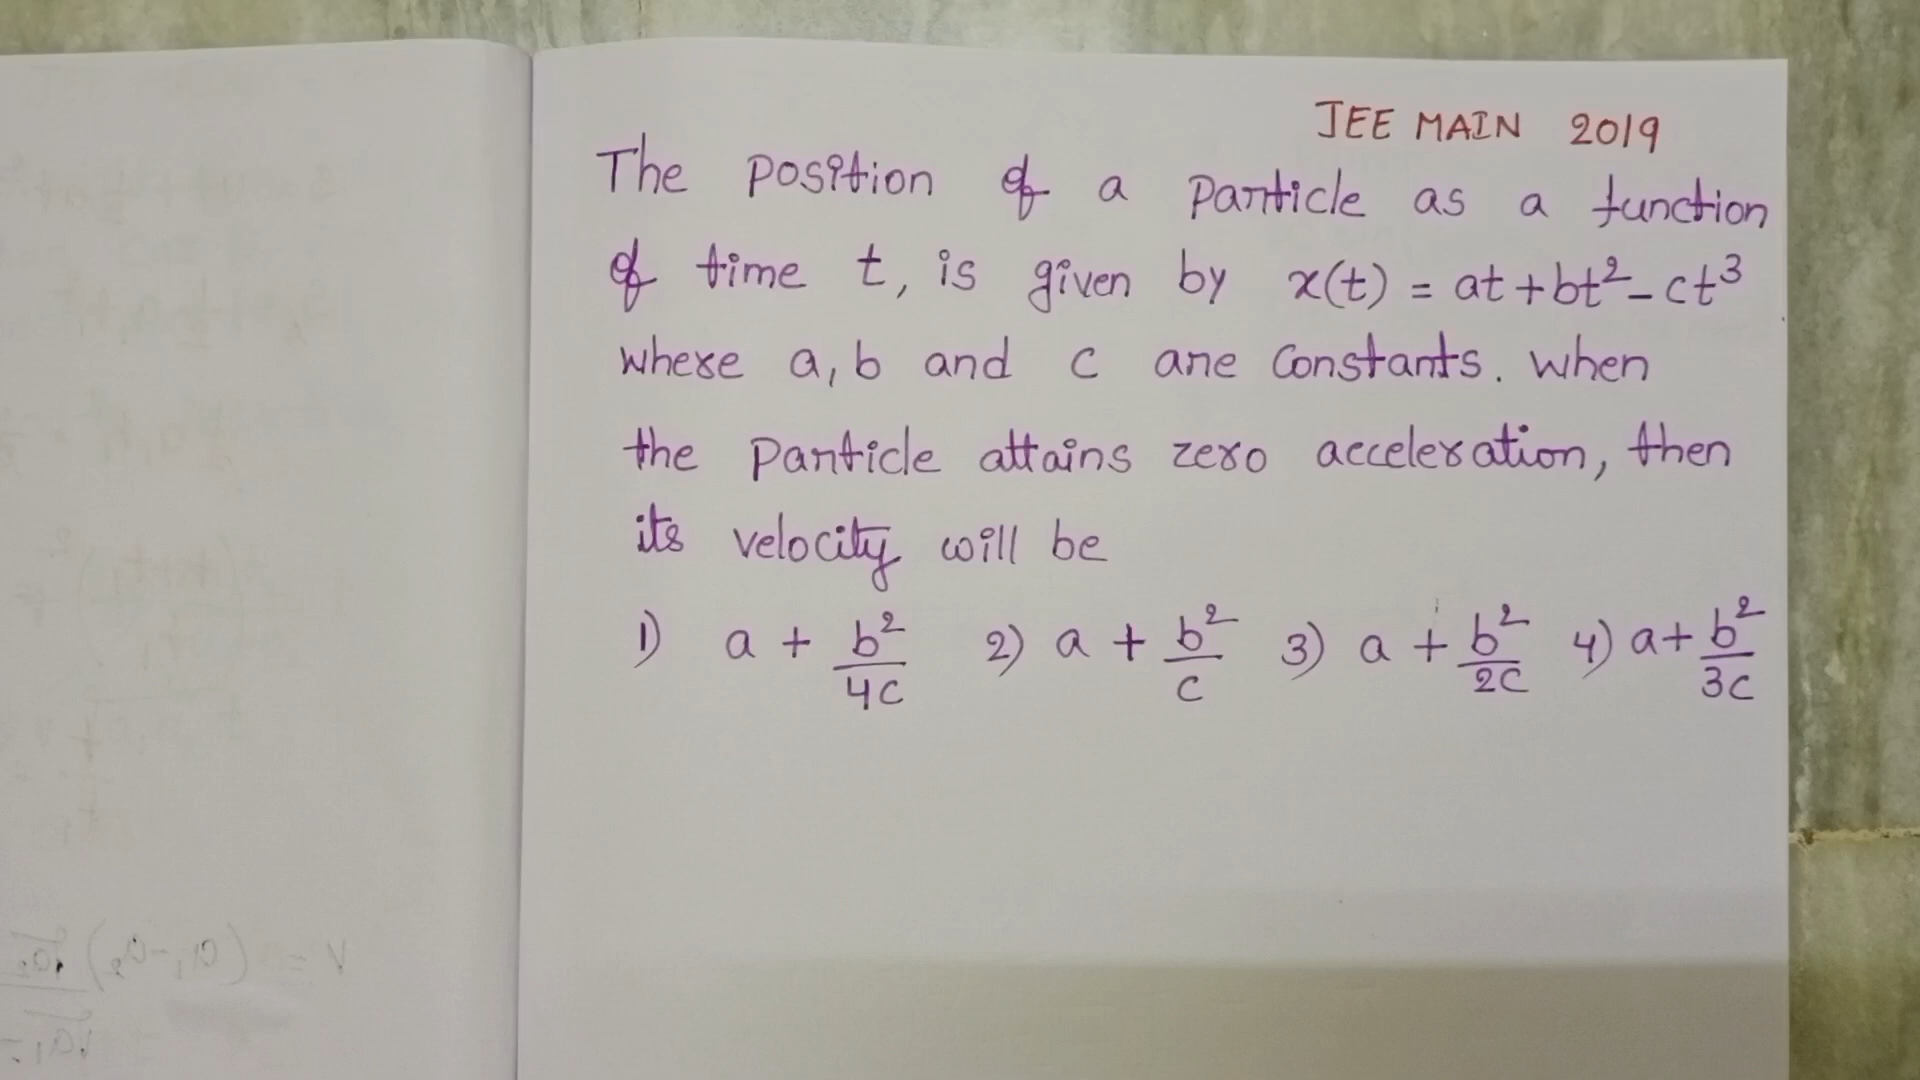 JEE MAIN 2019
The position of a particle as a function
of time t, is given by x(t) = at + bt² - ct³
where a, b and c are constants. when
the particle attains zero acceleration, then
its velocity will be
1) a + b²/4c 2) a + b²/c 3) a + b²/2c 4) a + b²/3c